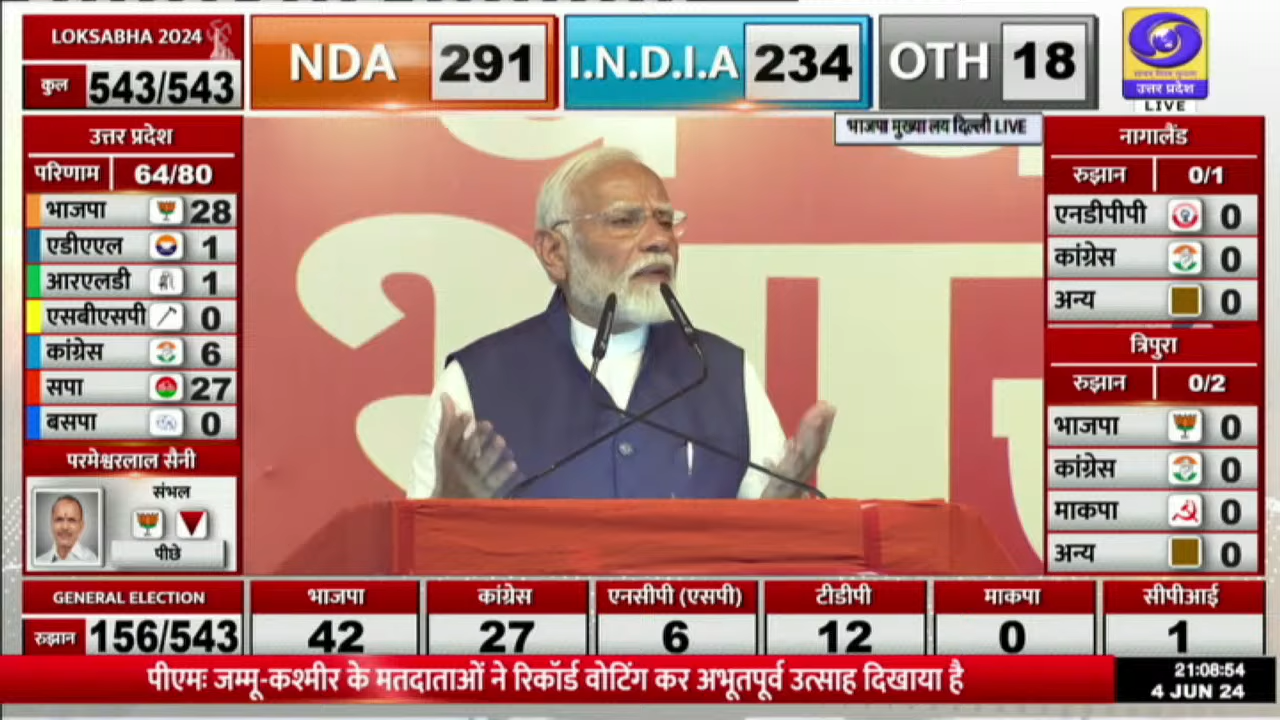 LOKSABHA 2024
कुल 543/543
NDA 291
I.N.D.I.A 234
OTH 18
उत्तर प्रदेश
LIVE
भाजपा मुख्यालय दिल्ली LIVE
उत्तर प्रदेश
परिणाम 64/80
भाजपा 28
एडीएएल 1
आरएलडी 1
एसबीएसपी 0
कांग्रेस 6
सपा 27
बसपा 0
परमेश्वरलाल सैनी
संभल
पीछे
नागालैंड
रुझान 0/1
एनडीपीपी 0
कांग्रेस 0
अन्य 0
त्रिपुरा
रुझान 0/2
भाजपा 0
कांग्रेस 0
माकपा 0
अन्य 0
GENERAL ELECTION
रुझान 156/543
भाजपा 42
कांग्रेस 27
एनसीपी (एसपी) 6
टीडीपी 12
माकपा 0
सीपीआई 1
पीएमः जम्मू-कश्मीर के मतदाताओं ने रिकॉर्ड वोटिंग कर अभूतपूर्व उत्साह दिखाया है
21:08:54
4 JUN 24